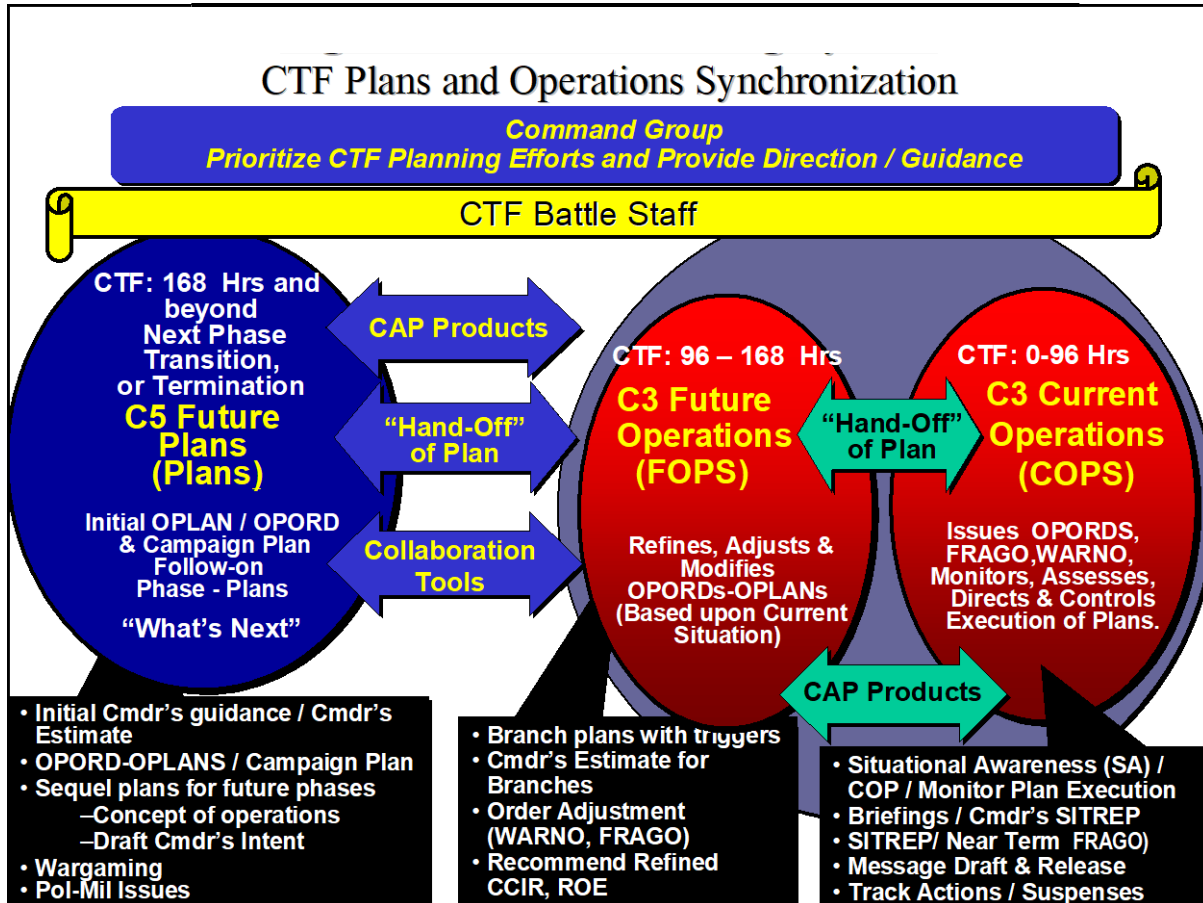 CTF Plans and Operations Synchronization
Command Group
Prioritize CTF Planning Efforts and Provide Direction / Guidance
CTF Battle Staff
CTF: 168 Hrs and
beyond
Next Phase
Transition,
or Termination
C5 Future
Plans
(Plans)
Initial OPLAN / OPORD
& Campaign Plan
Follow-on
Phase - Plans
“What’s Next”
CAP Products
“Hand-Off”
of Plan
Collaboration
Tools
CTF: 96 – 168 Hrs
C3 Future
Operations
(FOPS)
Refines, Adjusts &
Modifies
OPORDs-OPLANs
(Based upon Current
Situation)
“Hand-Off”
of Plan
CAP Products
CTF: 0-96 Hrs
C3 Current
Operations
(COPS)
Issues OPORDS,
FRAGO,WARNO,
Monitors, Assesses,
Directs & Controls
Execution of Plans.
• Initial Cmdr’s guidance / Cmdr’s
Estimate
• OPORD-OPLANS / Campaign Plan
• Sequel plans for future phases
–Concept of operations
–Draft Cmdr’s Intent
• Wargaming
• Pol-Mil Issues
• Branch plans with triggers
• Cmdr’s Estimate for
Branches
• Order Adjustment
(WARNO, FRAGO)
• Recommend Refined
CCIR, ROE
• Situational Awareness (SA) /
COP / Monitor Plan Execution
• Briefings / Cmdr’s SITREP
• SITREP/ Near Term FRAGO)
• Message Draft & Release
• Track Actions / Suspenses